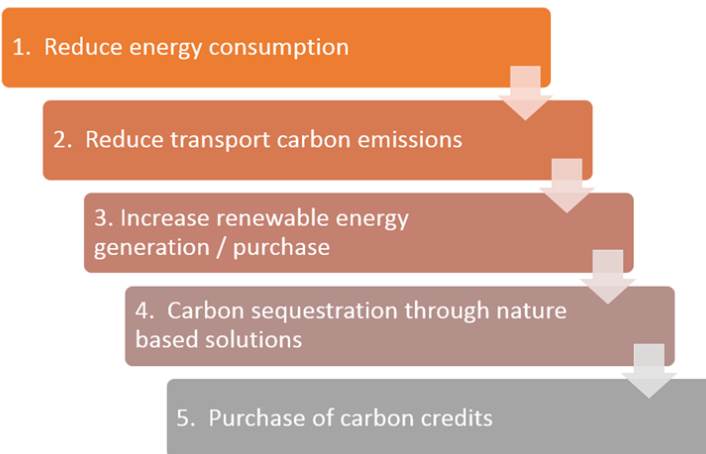 1.  Reduce energy consumption
2.  Reduce transport carbon emissions
3. Increase renewable energy
generation / purchase
4.  Carbon sequestration through nature
based solutions
5.  Purchase of carbon credits